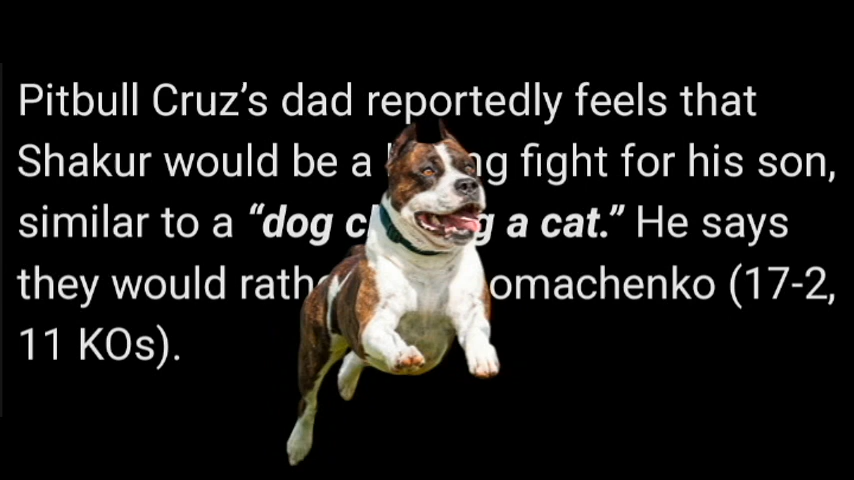 Pitbull Cruz’s dad reportedly feels that
Shakur would be a fight for his son,
similar to a “dog a cat.” He says
they would (17-2,
11 KOs).